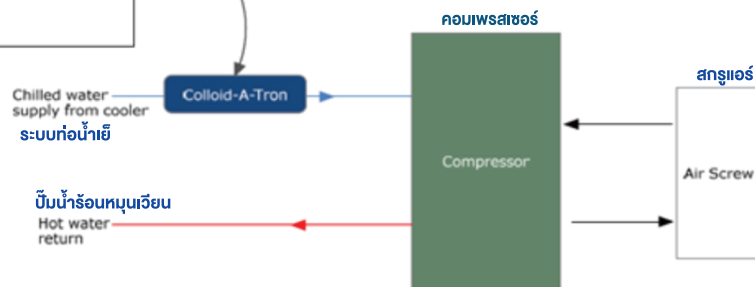 คอมเพรสเซอร์
สกรูแอร์
Chilled water
supply from cooler
Colloid-A-Tron
ระบบท่อน้ำเย็
Compressor
Air Screw
ปั๊มน้ำร้อนหมุนเวียน
Hot water
return